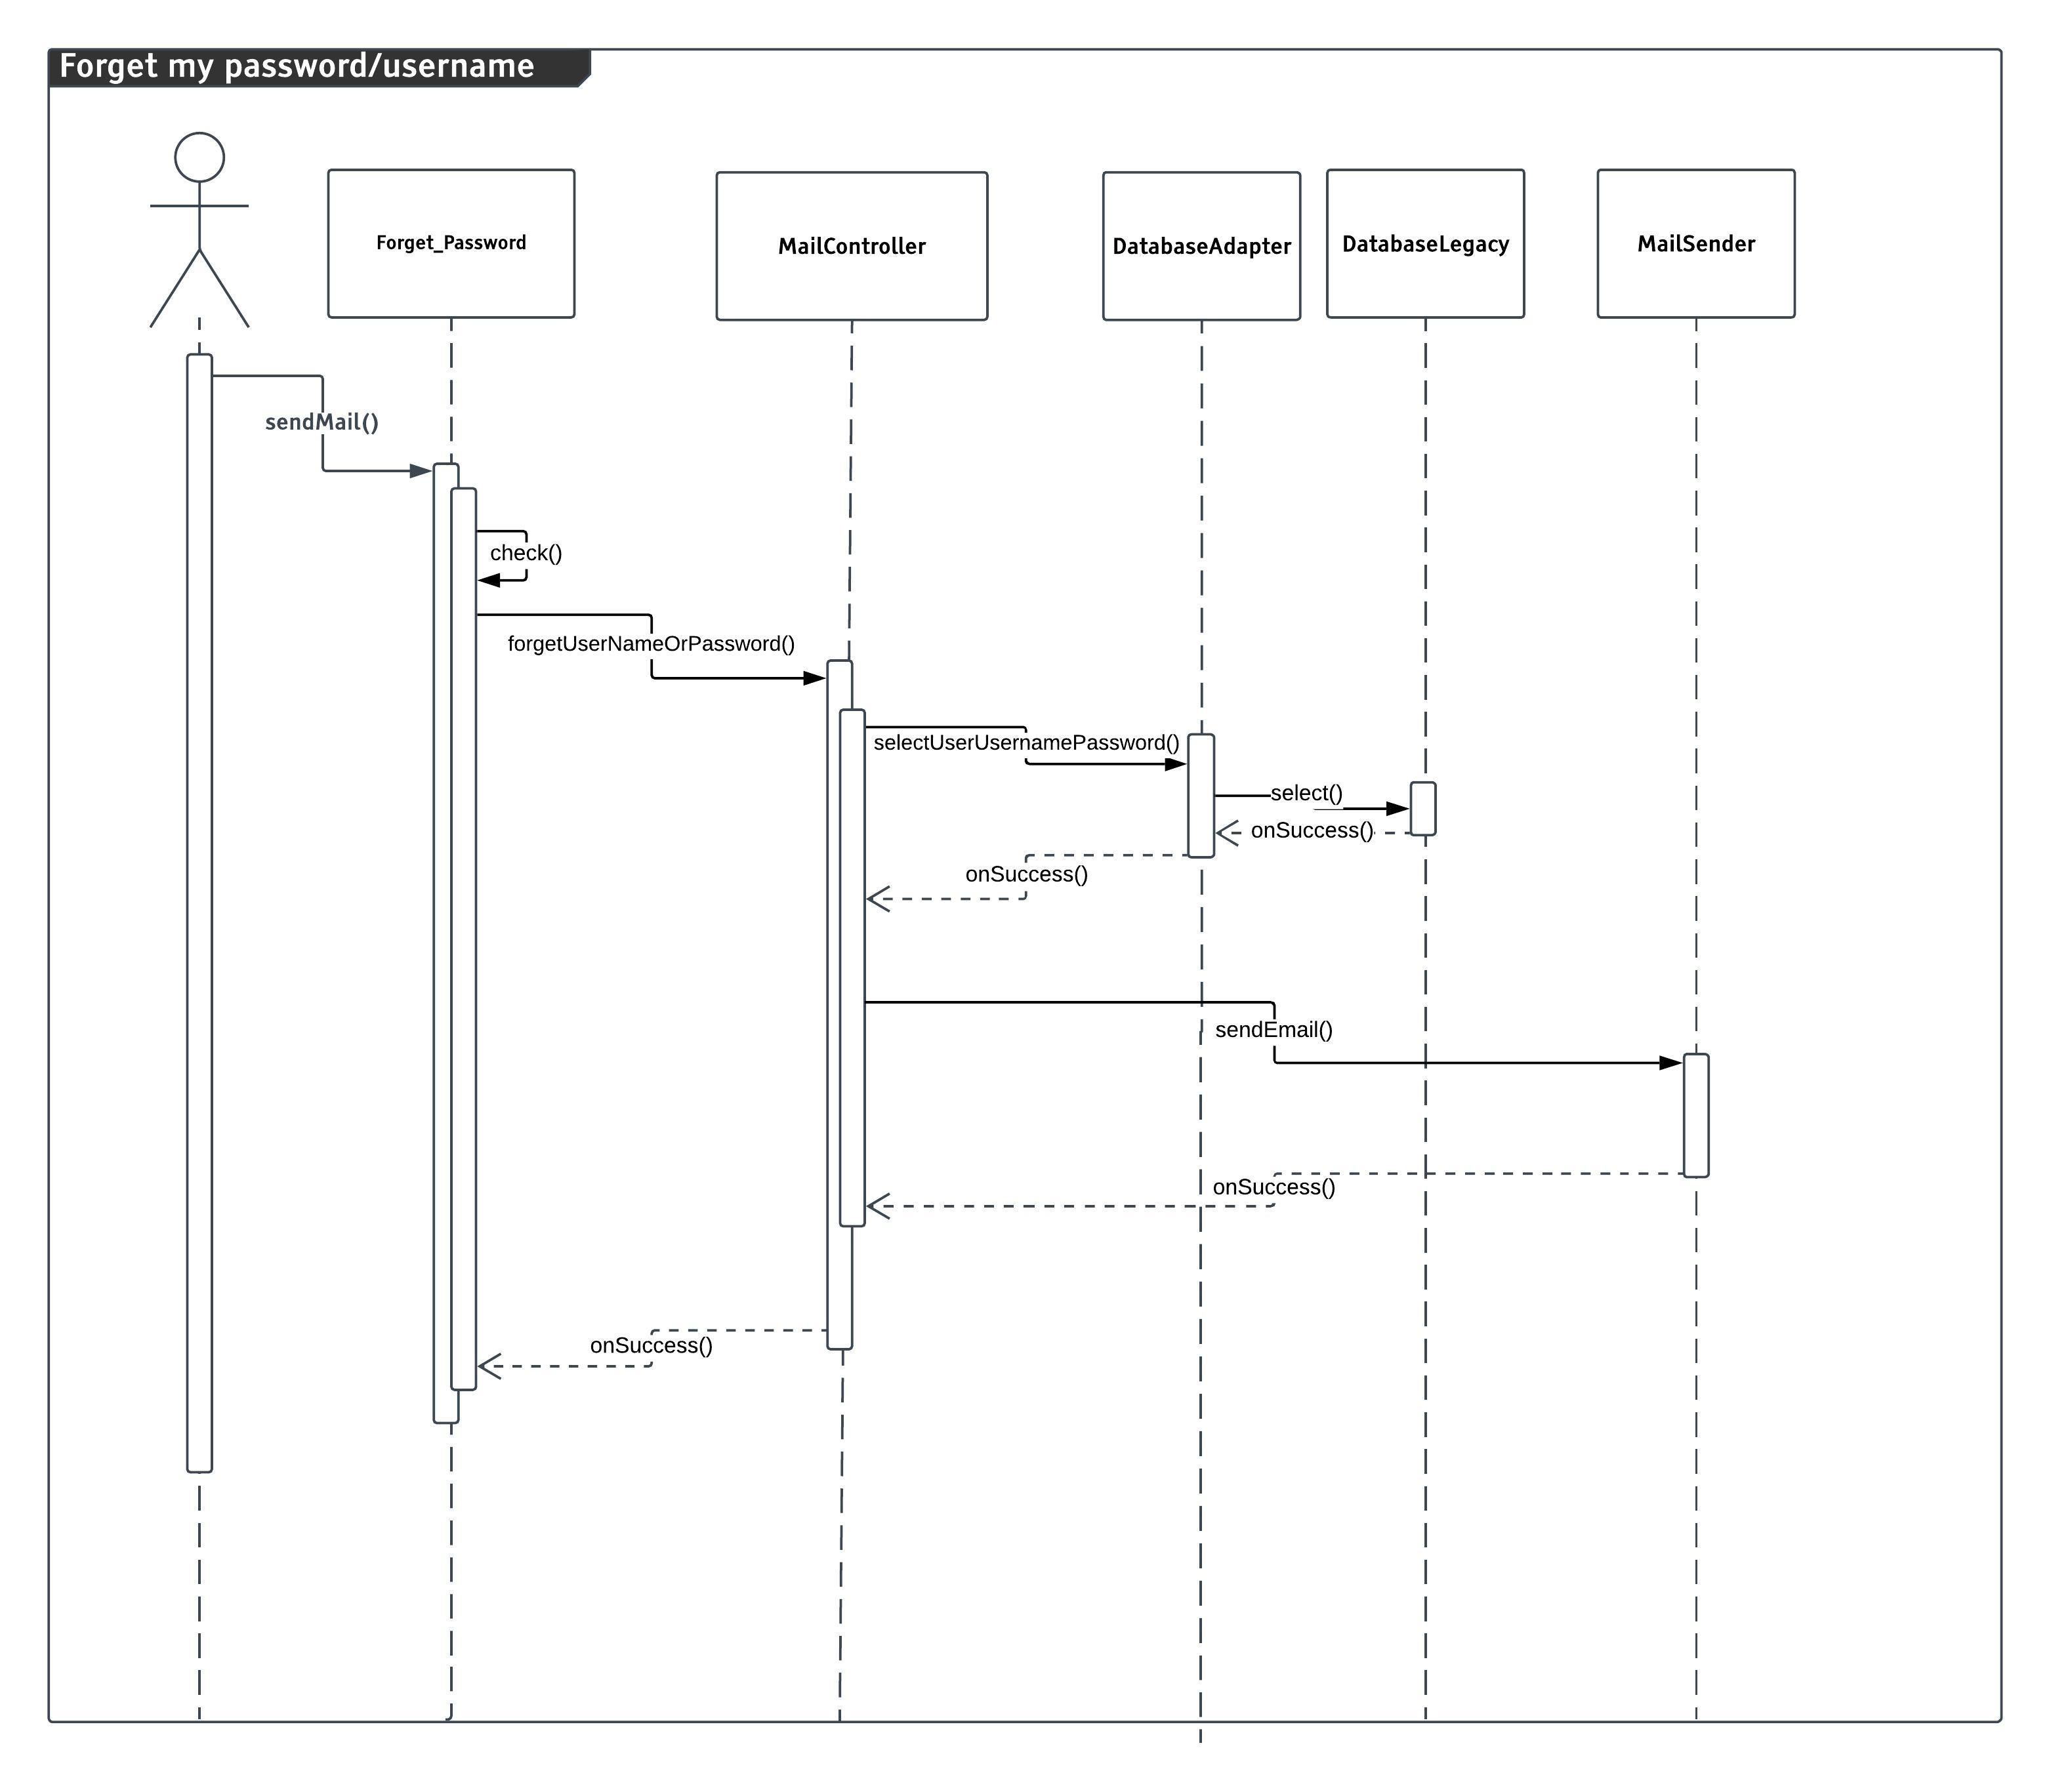 Forget my password/username
Forget_Password
MailController
DatabaseAdapter
DatabaseLegacy
MailSender
sendMail()
check()
forgetUserNameOrPassword()
selectUserUsernamePassword()
select()
onSuccess()
onSuccess()
sendEmail()
onSuccess()
onSuccess()